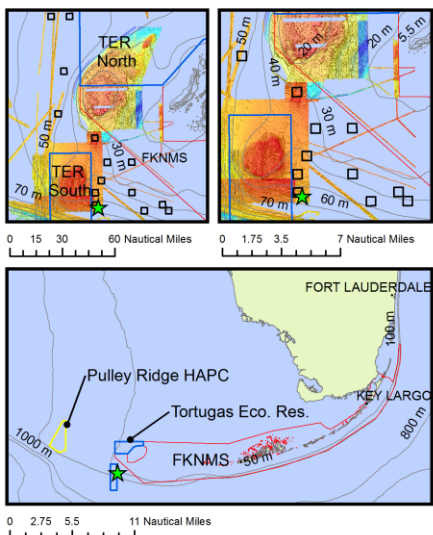 TER
North
50 m
30 m
FKNMS
TER
South
70 m
0 15 30 60 Nautical Miles
50 m
40 m
20 m
20 m
5.5 m
30 m
70 m
60 m
0 1.75 3.5 7 Nautical Miles
FORT LAUDERDALE
100 m
Pulley Ridge HAPC
KEY LARGO
Tortugas Eco. Res.
1000 m
FKNMS
50 m
800 m
0 2.75 5.5 11 Nautical Miles